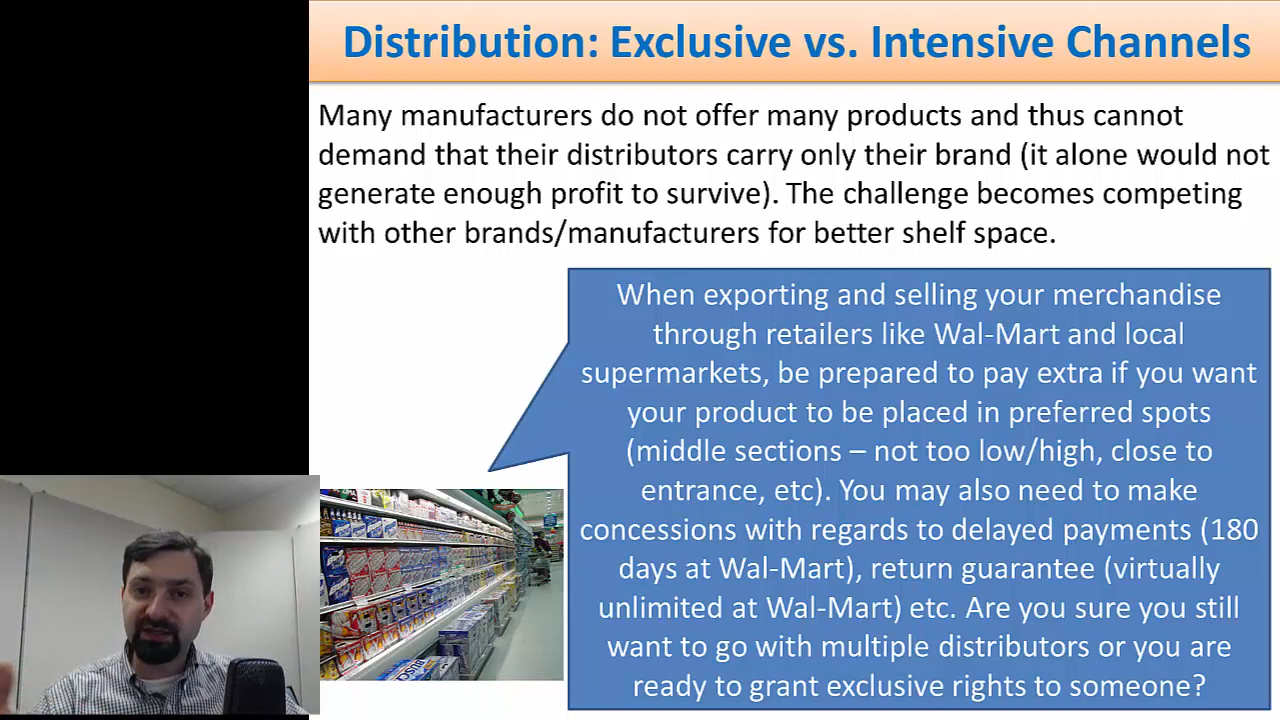 Distribution: Exclusive vs. Intensive Channels
Many manufacturers do not offer many products and thus cannot
demand that their distributors carry only their brand (it alone would not
generate enough profit to survive). The challenge becomes competing
with other brands/manufacturers for better shelf space.
When exporting and selling your merchandise
through retailers like Wal-Mart and local
supermarkets, be prepared to pay extra if you want
your product to be placed in preferred spots
(middle sections – not too low/high, close to
entrance, etc). You may also need to make
concessions with regards to delayed payments (180
days at Wal-Mart), return guarantee (virtually
unlimited at Wal-Mart) etc. Are you sure you still
want to go with multiple distributors or you are
ready to grant exclusive rights to someone?